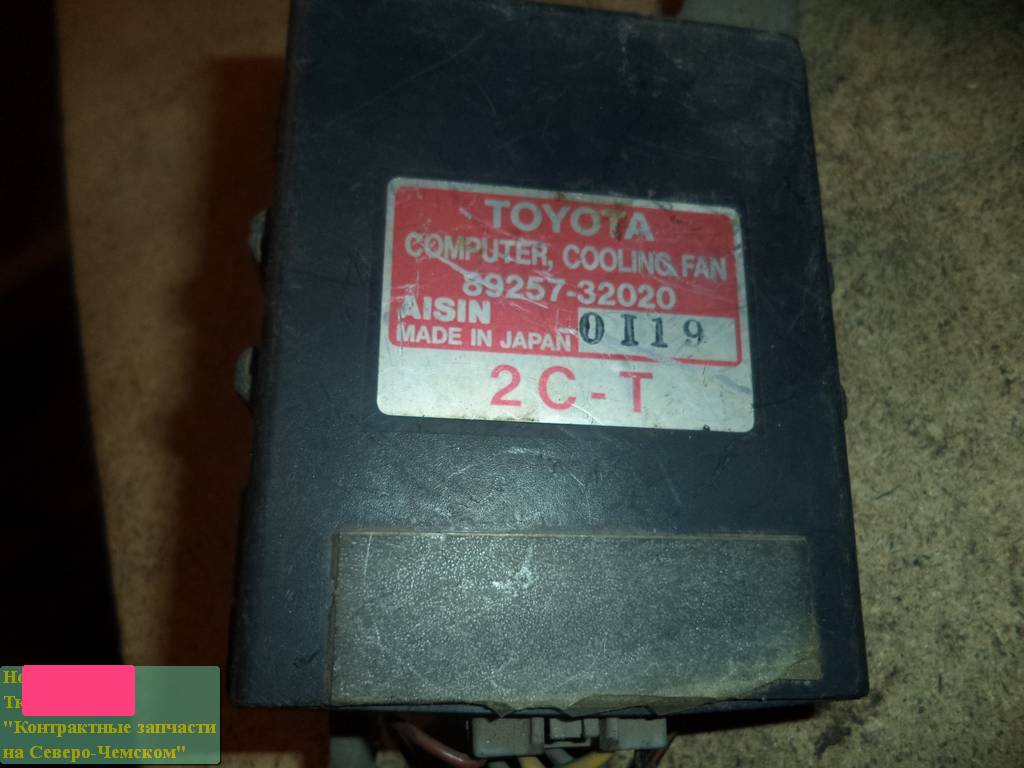 TOYOTA
COMPUTER, COOLING FAN
89257-32020
AISIN
MADE IN JAPAN 0I19
2C-T
"Контрактные запчасти
на Северо-Чемском"